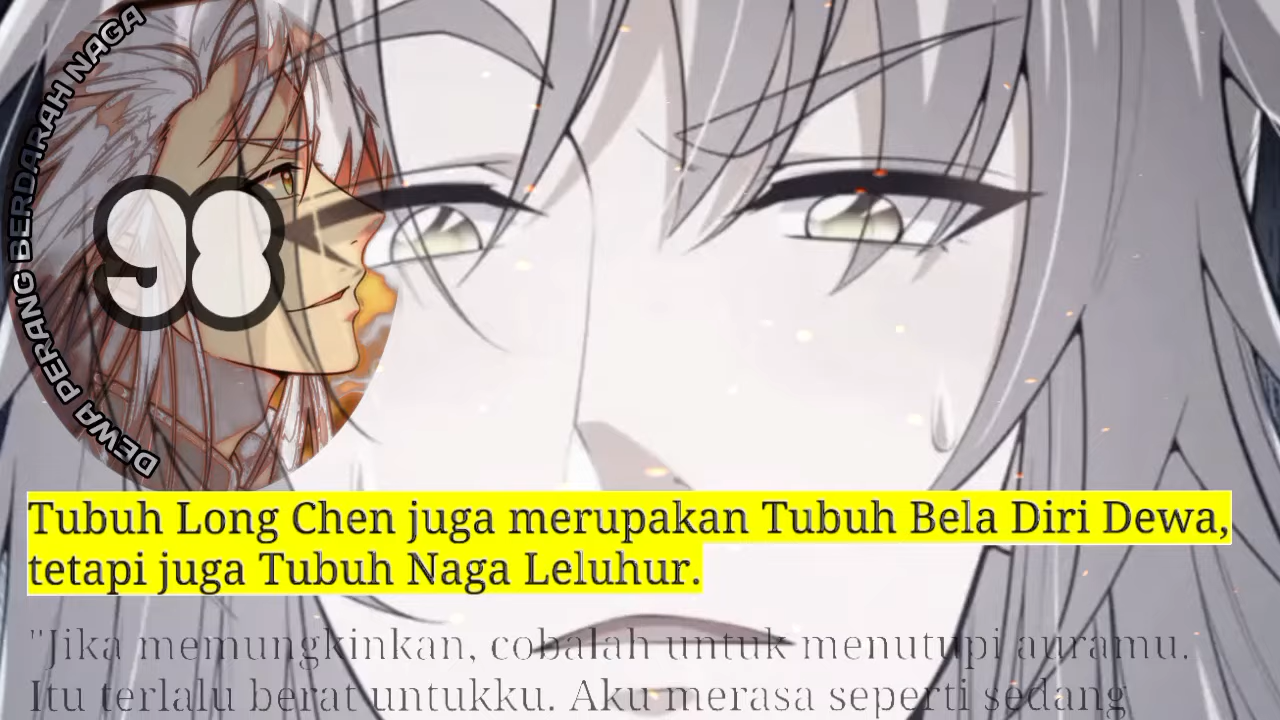 DEWA PERANG BERDARAH NAGA
98
Tubuh Long Chen juga merupakan Tubuh Bela Diri Dewa,
tetapi juga Tubuh Naga Leluhur.
"Jika memungkinkan, cobalah untuk menutupi auramu.
Itu terlalu berat untukku. Aku merasa seperti sedang